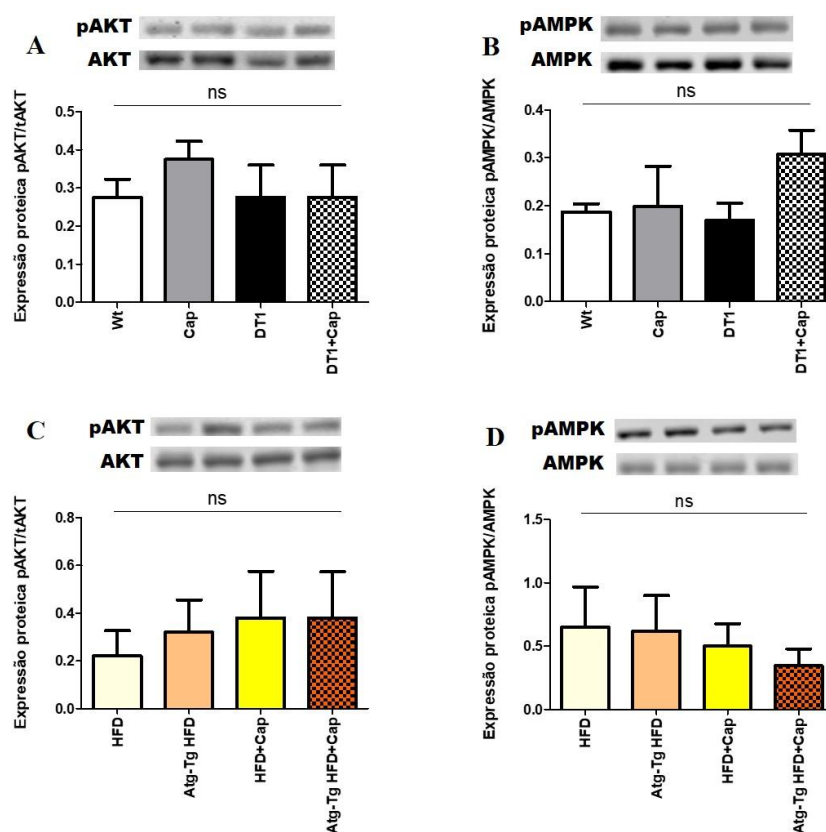 A
pAKT
AKT
ns
Expressão proteica pAKT/tAKT
0.5
0.4
0.3
0.2
0.1
0.0
Wt
Cap
DT1
DT1+Cap
B
pAMPK
AMPK
ns
Expressão proteica pAMPK/AMPK
0.4
0.3
0.2
0.1
0.0
Wt
Cap
DT1
DT1+Cap
C
pAKT
AKT
ns
Expressão proteica pAKT/tAKT
0.8
0.6
0.4
0.2
0.0
HFD
Atg-Tg HFD
HFD+Cap
Atg-Tg HFD+Cap
D
pAMPK
AMPK
ns
Expressão proteica pAMPK/AMPK
1.5
1.0
0.5
0.0
HFD
Atg-Tg HFD
HFD+Cap
Atg-Tg HFD+Cap